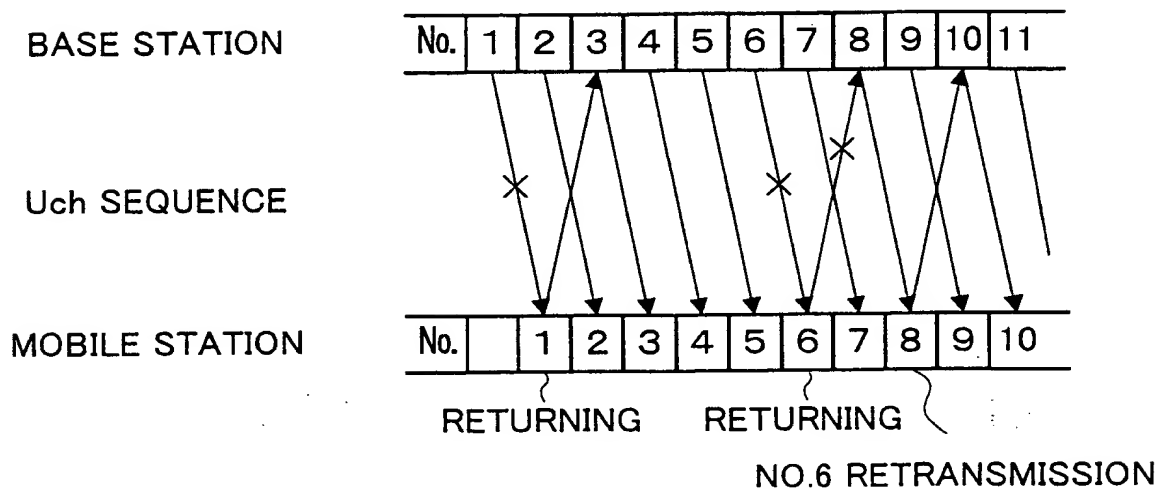 BASE STATION No. 1 2 3 4 5 6 7 8 9 10 11
Uch SEQUENCE
MOBILE STATION No. 1 2 3 4 5 6 7 8 9 10
RETURNING RETURNING
NO.6 RETRANSMISSION